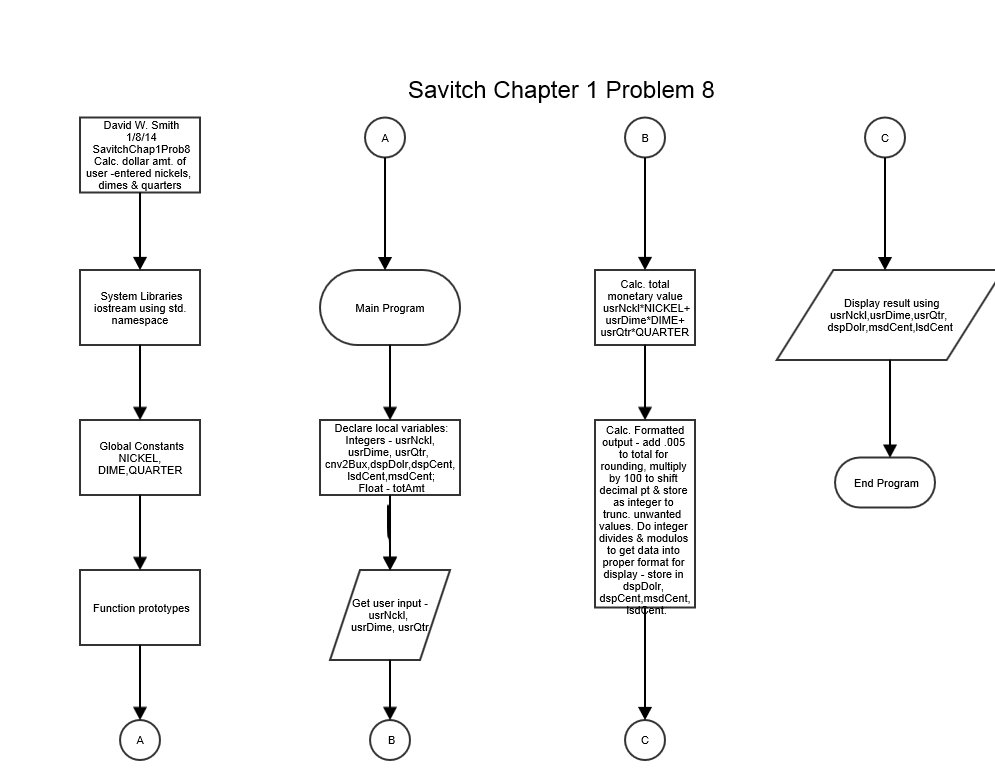 Savitch Chapter 1 Problem 8
David W. Smith
1/8/14
SavitchChap1Prob8
Calc. dollar amt. of
user -entered nickels,
dimes & quarters
System Libraries
iostream using std.
namespace
Global Constants
NICKEL,
DIME,QUARTER
Function prototypes
A
A
Main Program
Declare local variables:
Integers - usrNckl,
usrDime, usrQtr,
cnv2Bux,dspDolr,dspCent,
lsdCent,msdCent;
Float - totAmt
Get user input -
usrNckl,
usrDime, usrQtr
B
B
Calc. total
monetary value
usrNckl*NICKEL+
usrDime*DIME+
usrQtr*QUARTER
Calc. Formatted
output - add .005
to total for
rounding, multiply
by 100 to shift
decimal pt & store
as integer to
trunc. unwanted
values. Do integer
divides & modulos
to get data into
proper format for
display - store in
dspDolr,
dspCent,msdCent,
lsdCent.
C
C
Display result using
usrNckl,usrDime,usrQtr,
dspDolr,msdCent,lsdCent
End Program